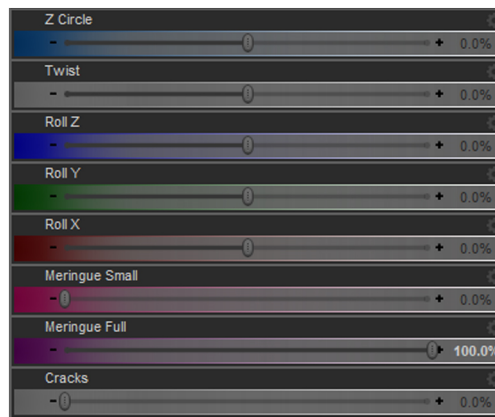 Z Circle
- + 0.0%
Twist
- + 0.0%
Roll Z
- + 0.0%
Roll Y
- + 0.0%
Roll X
- + 0.0%
Meringue Small
- + 0.0%
Meringue Full
- + 100.0%
Cracks
- + 0.0%